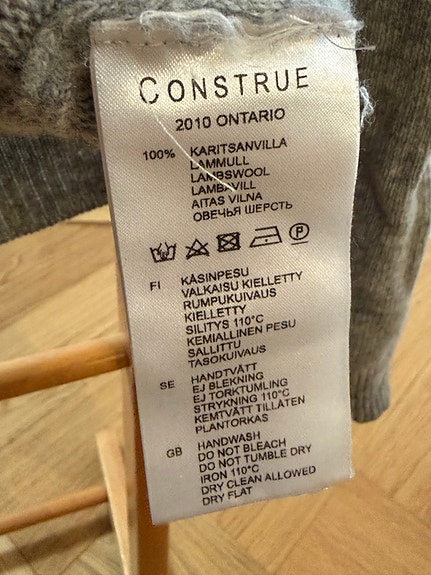 CONSTRUE
2010 ONTARIO
100% KARITSANVILLA
LAMMULL
LAMBSWOOL
LAMBAVILL
AITAS VILNA
ОВЕЧЬЯ ШЕРСТЬ
P
FI KÄSINPESU
VALKAISU KIELLETTY
RUMPUKUIVAUS
KIELLETTY
SILITYS 110°C
KEMIALLINEN PESU
SALLITTU
TASOKUIVAUS
SE HANDTVÄTT
EJ BLEKNING
EJ TORKTUMLING
STRYKNING 110°C
KEMTVÄTT TILLÅTEN
PLANTORKAS
GB HANDWASH
DO NOT BLEACH
DO NOT TUMBLE DRY
IRON 110°C
DRY CLEAN ALLOWED
DRY FLAT